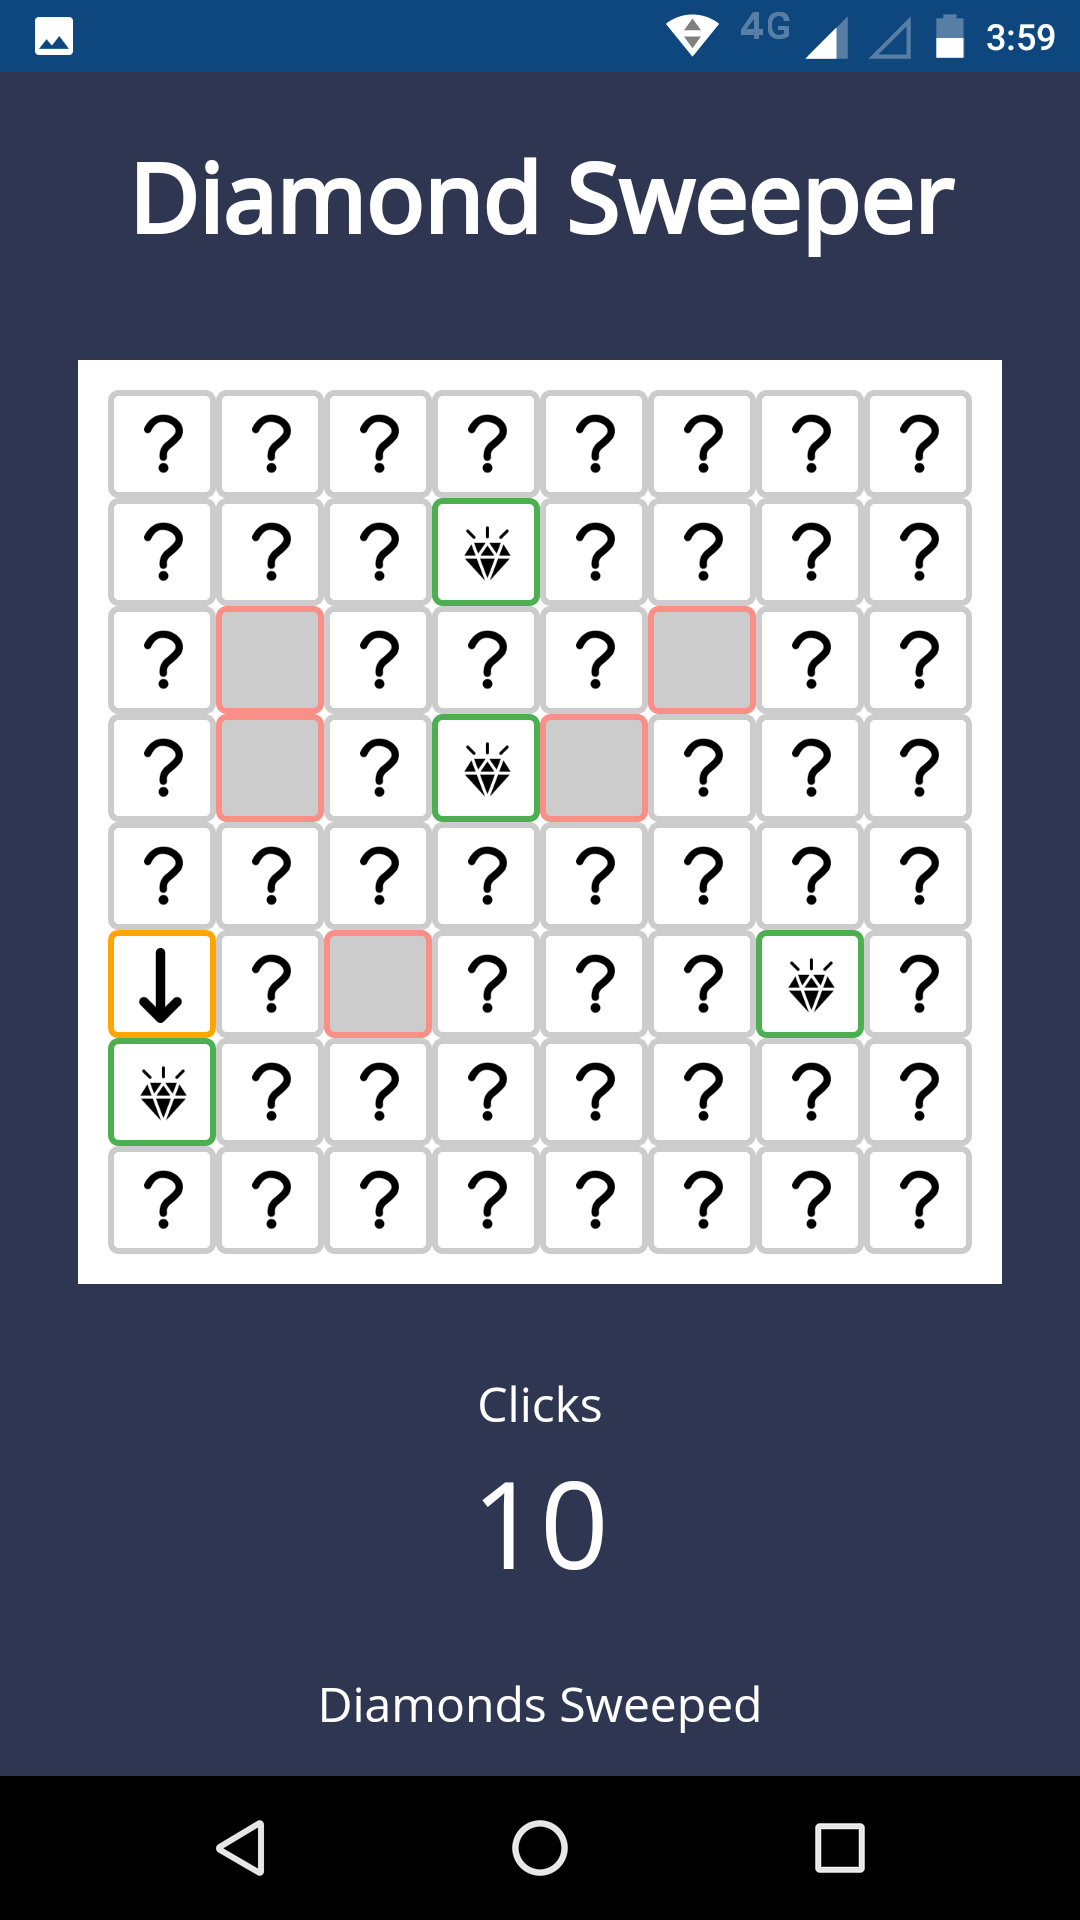 4G 3:59
Diamond Sweeper
? ? ? ? ? ? ? ?
? ? ? ? ? ? ?
? ? ? ? ? ?
? ? ? ? ?
? ? ? ? ? ? ? ?
? ? ? ? ?
? ? ? ? ? ? ?
? ? ? ? ? ? ? ?
Clicks
10
Diamonds Sweeped